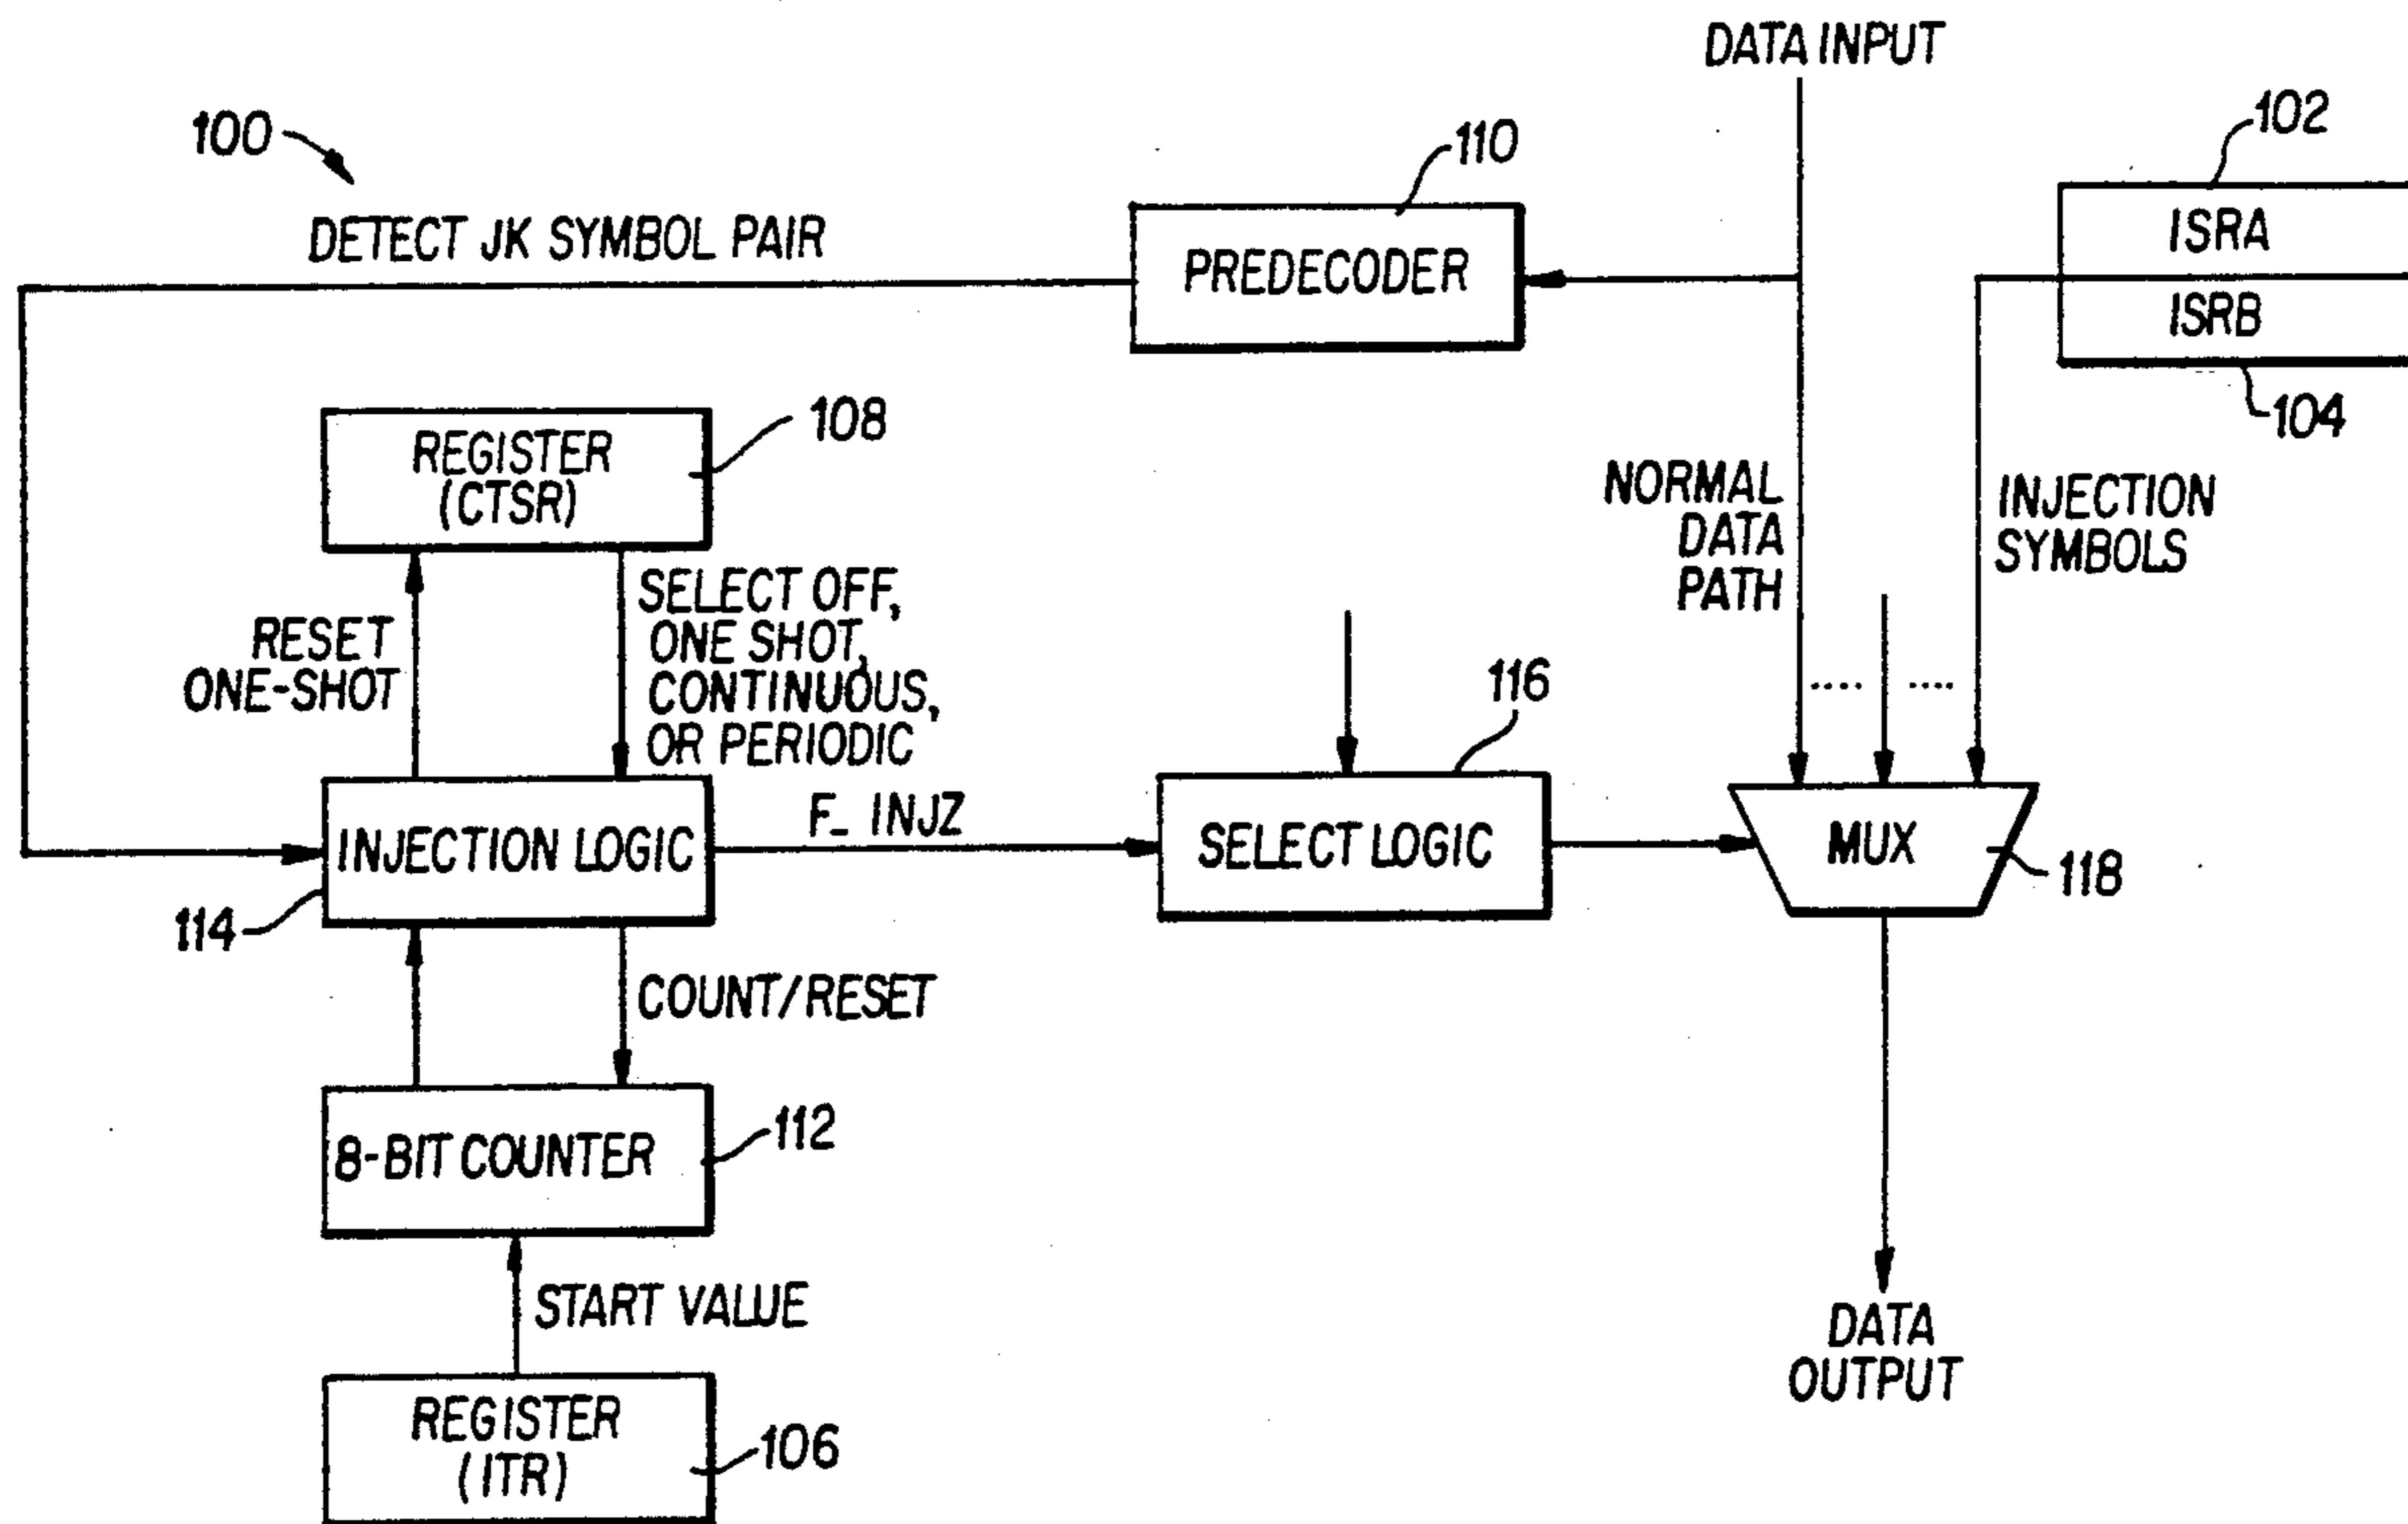 DATA INPUT
100
102
110
DETECT JK SYMBOL PAIR
PREDECODER
ISRA
ISRB
104
REGISTER
(CTSR)
108
NORMAL
DATA
PATH
INJECTION
SYMBOLS
RESET
ONE-SHOT
SELECT OFF,
ONE SHOT,
CONTINUOUS,
OR PERIODIC
116
.... ....
INJECTION LOGIC
F_ INJZ
SELECT LOGIC
MUX
118
114
COUNT/RESET
8-BIT COUNTER
112
START VALUE
DATA
OUTPUT
REGISTER
(ITR)
106